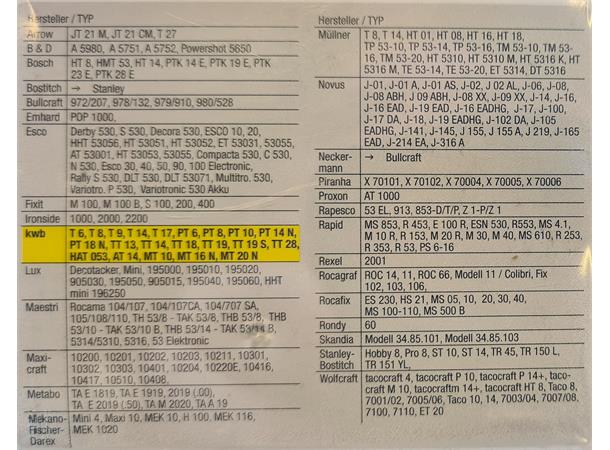 Hersteller / TYP
Arrow JT 21 M, JT 21 CM, T 27
B & D A 5980, A 5751, A 5752, Powershot 5650
Bosch HT 8, HMT 53, HT 14, PTK 14 E, PTK 19 E, PTK
23 E, PTK 28 E
Bostitch → Stanley
Bullcraft 972/207, 978/132, 979/910, 980/528
Emhard POP 1000,
Esco Derby 530, S 530, Decora 530, ESCO 10, 20,
HHT 53056, HT 53051, HT 53052, ET 53031, 53055,
AT 53001, HT 53053, 53055, Compacta 530, C 530,
N 530, Esco 30, 40, 50, 90, 100 Electronic,
Rally S 530, DLT 530, DLT 53071, Multitronic. D 530,
Variotro. P 530, Variotronic 530 Akku
Fixit M 100, M 100 B, S 100, 200, 400
Ironside 1000, 2000, 2200
kwb T 6, T 8, T 9, T 14, T 17, PT 6, PT 8, PT 10, PT 14 N,
PT 18 N, TT 13, TT 14, TT 18, TT 19, TT 19 S, TT 28,
HAT 053, AT 14, MT 10, MT 16 N, MT 20 N
Lux Decotacker, Mini, 195000, 195010, 195020,
905030, 195050, 905015, 195040, 195060, HHT
mini 196250
Maestri Rocama 104/107, 104/107CA, 104/707 SA,
105/108/110, TH 53/8 - TAK 53/8, THB 53/8, THB
53/10 - TAK 53/10 B, THB 53/14 - TAK 53/14 B,
5314/5310, 5316, 53 Elektronic
Maxi-craft 10200, 10201, 10202, 10203, 10211, 10301,
10302, 10303, 10401, 10204, 10220E, 10416,
10417, 10510, 10408.
Metabo TA E 1819, TA E 1919, 2019 (.00),
TA E 2019 (.50), TA M 2020, TA A 19
Mekano-Fischer-Darex Mini 4, Maxi 10, MEK 10, H 100, MEK 116,
MEK 1020
Hersteller / TYP
Müllner T 8, T 14, HT 01, HT 08, HT 16, HT 18,
TP 53-10, TP 53-14, TP 53-16, TM 53-10, TM 53-
16, TM 53-20, HT 5310, HT 5310 M, HT 5316 K, HT
5316 M, TE 53-14, TE 53-20, ET 5314, DT 5316
Novus J-01, J-01 A, J-01 AS, J-02, J 02 AL, J-06, J-08,
J-08 ABH, J 09 ABH, J-08 XX, J-09 XX, J-14, J-16,
J-16 EAD, J-19 EAD, J-16 EADHG, J-17, J-100,
J-17 DA, J-18, J-19 EADHG, J-102 DA, J-105
EADHG, J-141, J-145, J 155, J 155 A, J 219, J-165
EAD, J-214 EA, J-316 A
Necker-mann → Bullcraft
Piranha X 70101, X 70102, X 70004, X 70005, X 70006
Proxon AT 1000
Rapesco 53 EL, 913, 853-D/T/P, Z 1-P/Z 1
Rapid MS 853, R 453, E 100 R, ESN 530, R553, MS 4.1,
M 10 R, R 153, M 20 R, M 30, M 40, MS 610, R 253,
R 353, R 53, PS 6-16
Rexel 2001
Rocagraf ROC 14, 11, ROC 66, Modell 11 / Colibri, Fix
102, 103, 106,
Rocafix ES 230, HS 21, MS 05, 10, 20, 30, 40,
MS 100-110, MS 500 B
Rondy 60
Skandia Modell 34.85.101, Modell 34.85.103
Stanley-Bostitch Hobby 8, Pro 8, ST 10, ST 14, TR 45, TR 150 L,
TR 151 YL,
Wolfcraft tacocraft 4, tacocraft P 10, tacocraft P 14+, taco-
craft M 10, tacocraftm 14+, tacocraft HT 8, Taco 8,
7001/02, 7005/06, Taco 10, 14, 7003/04, 7007/08,
7100, 7110, ET 20